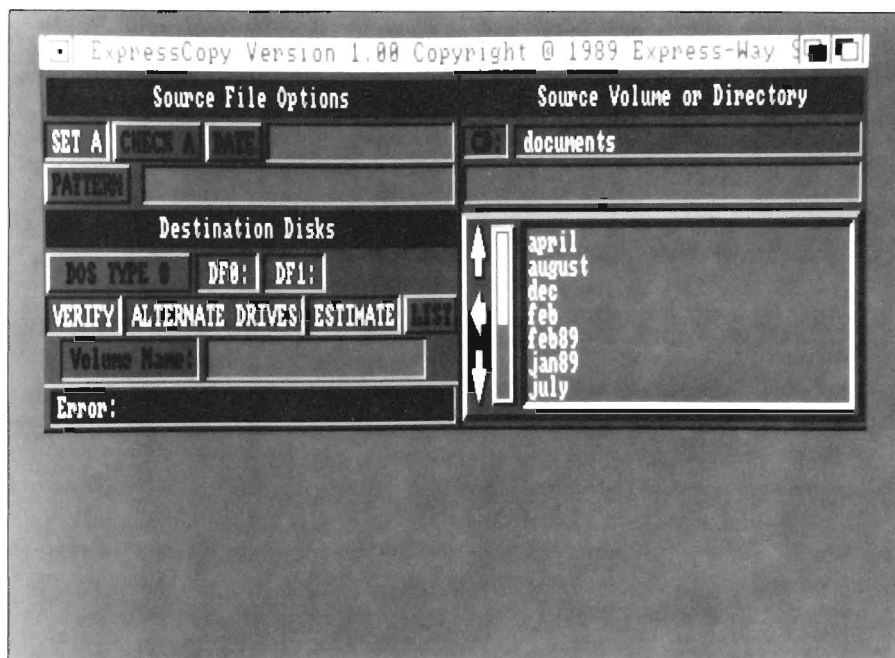 ExpressCopy Version 1.00 Copyright @ 1989 Express-Way S
Source File Options
SET A CHECK A DATE
PATTERN
Destination Disks
DOS TYPE 0 DF0: DF1:
VERIFY ALTERNATE DRIVES ESTIMATE LIST
Volume Name:
Error:
Source Volume or Directory
CD: documents
april
august
dec
feb
feb89
jan89
july